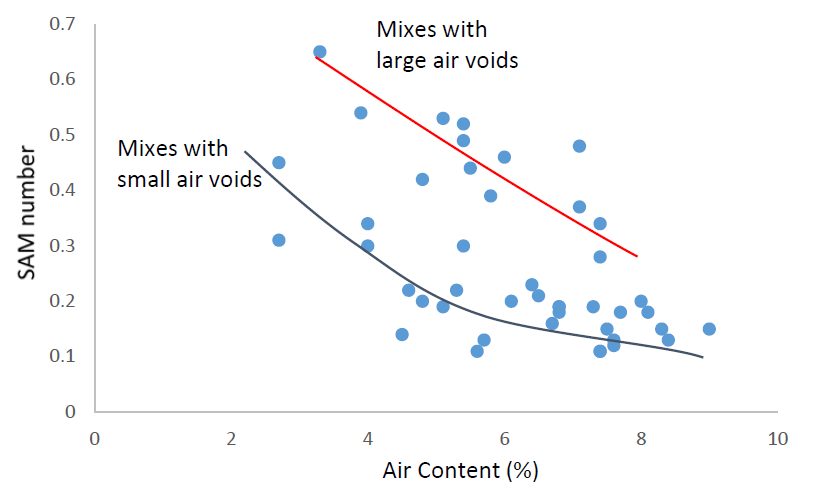 0.7
0.6
0.5
0.4
0.3
0.2
0.1
0
SAM number
Mixes with
large air voids
Mixes with
small air voids
0 2 4 6 8 10
Air Content (%)